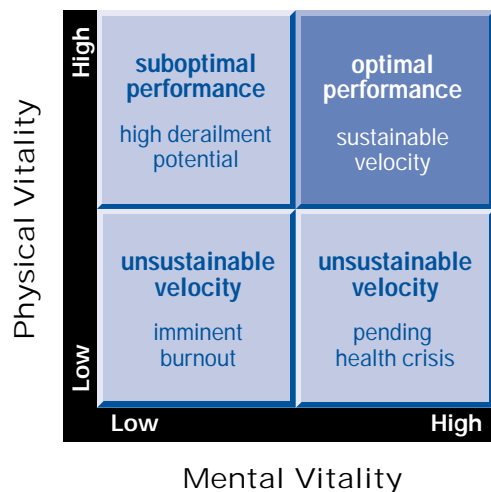 Physical Vitality
High
Low
suboptimal
performance
high derailment
potential
optimal
performance
sustainable
velocity
unsustainable
velocity
imminent
burnout
unsustainable
velocity
pending
health crisis
Low
High
Mental Vitality